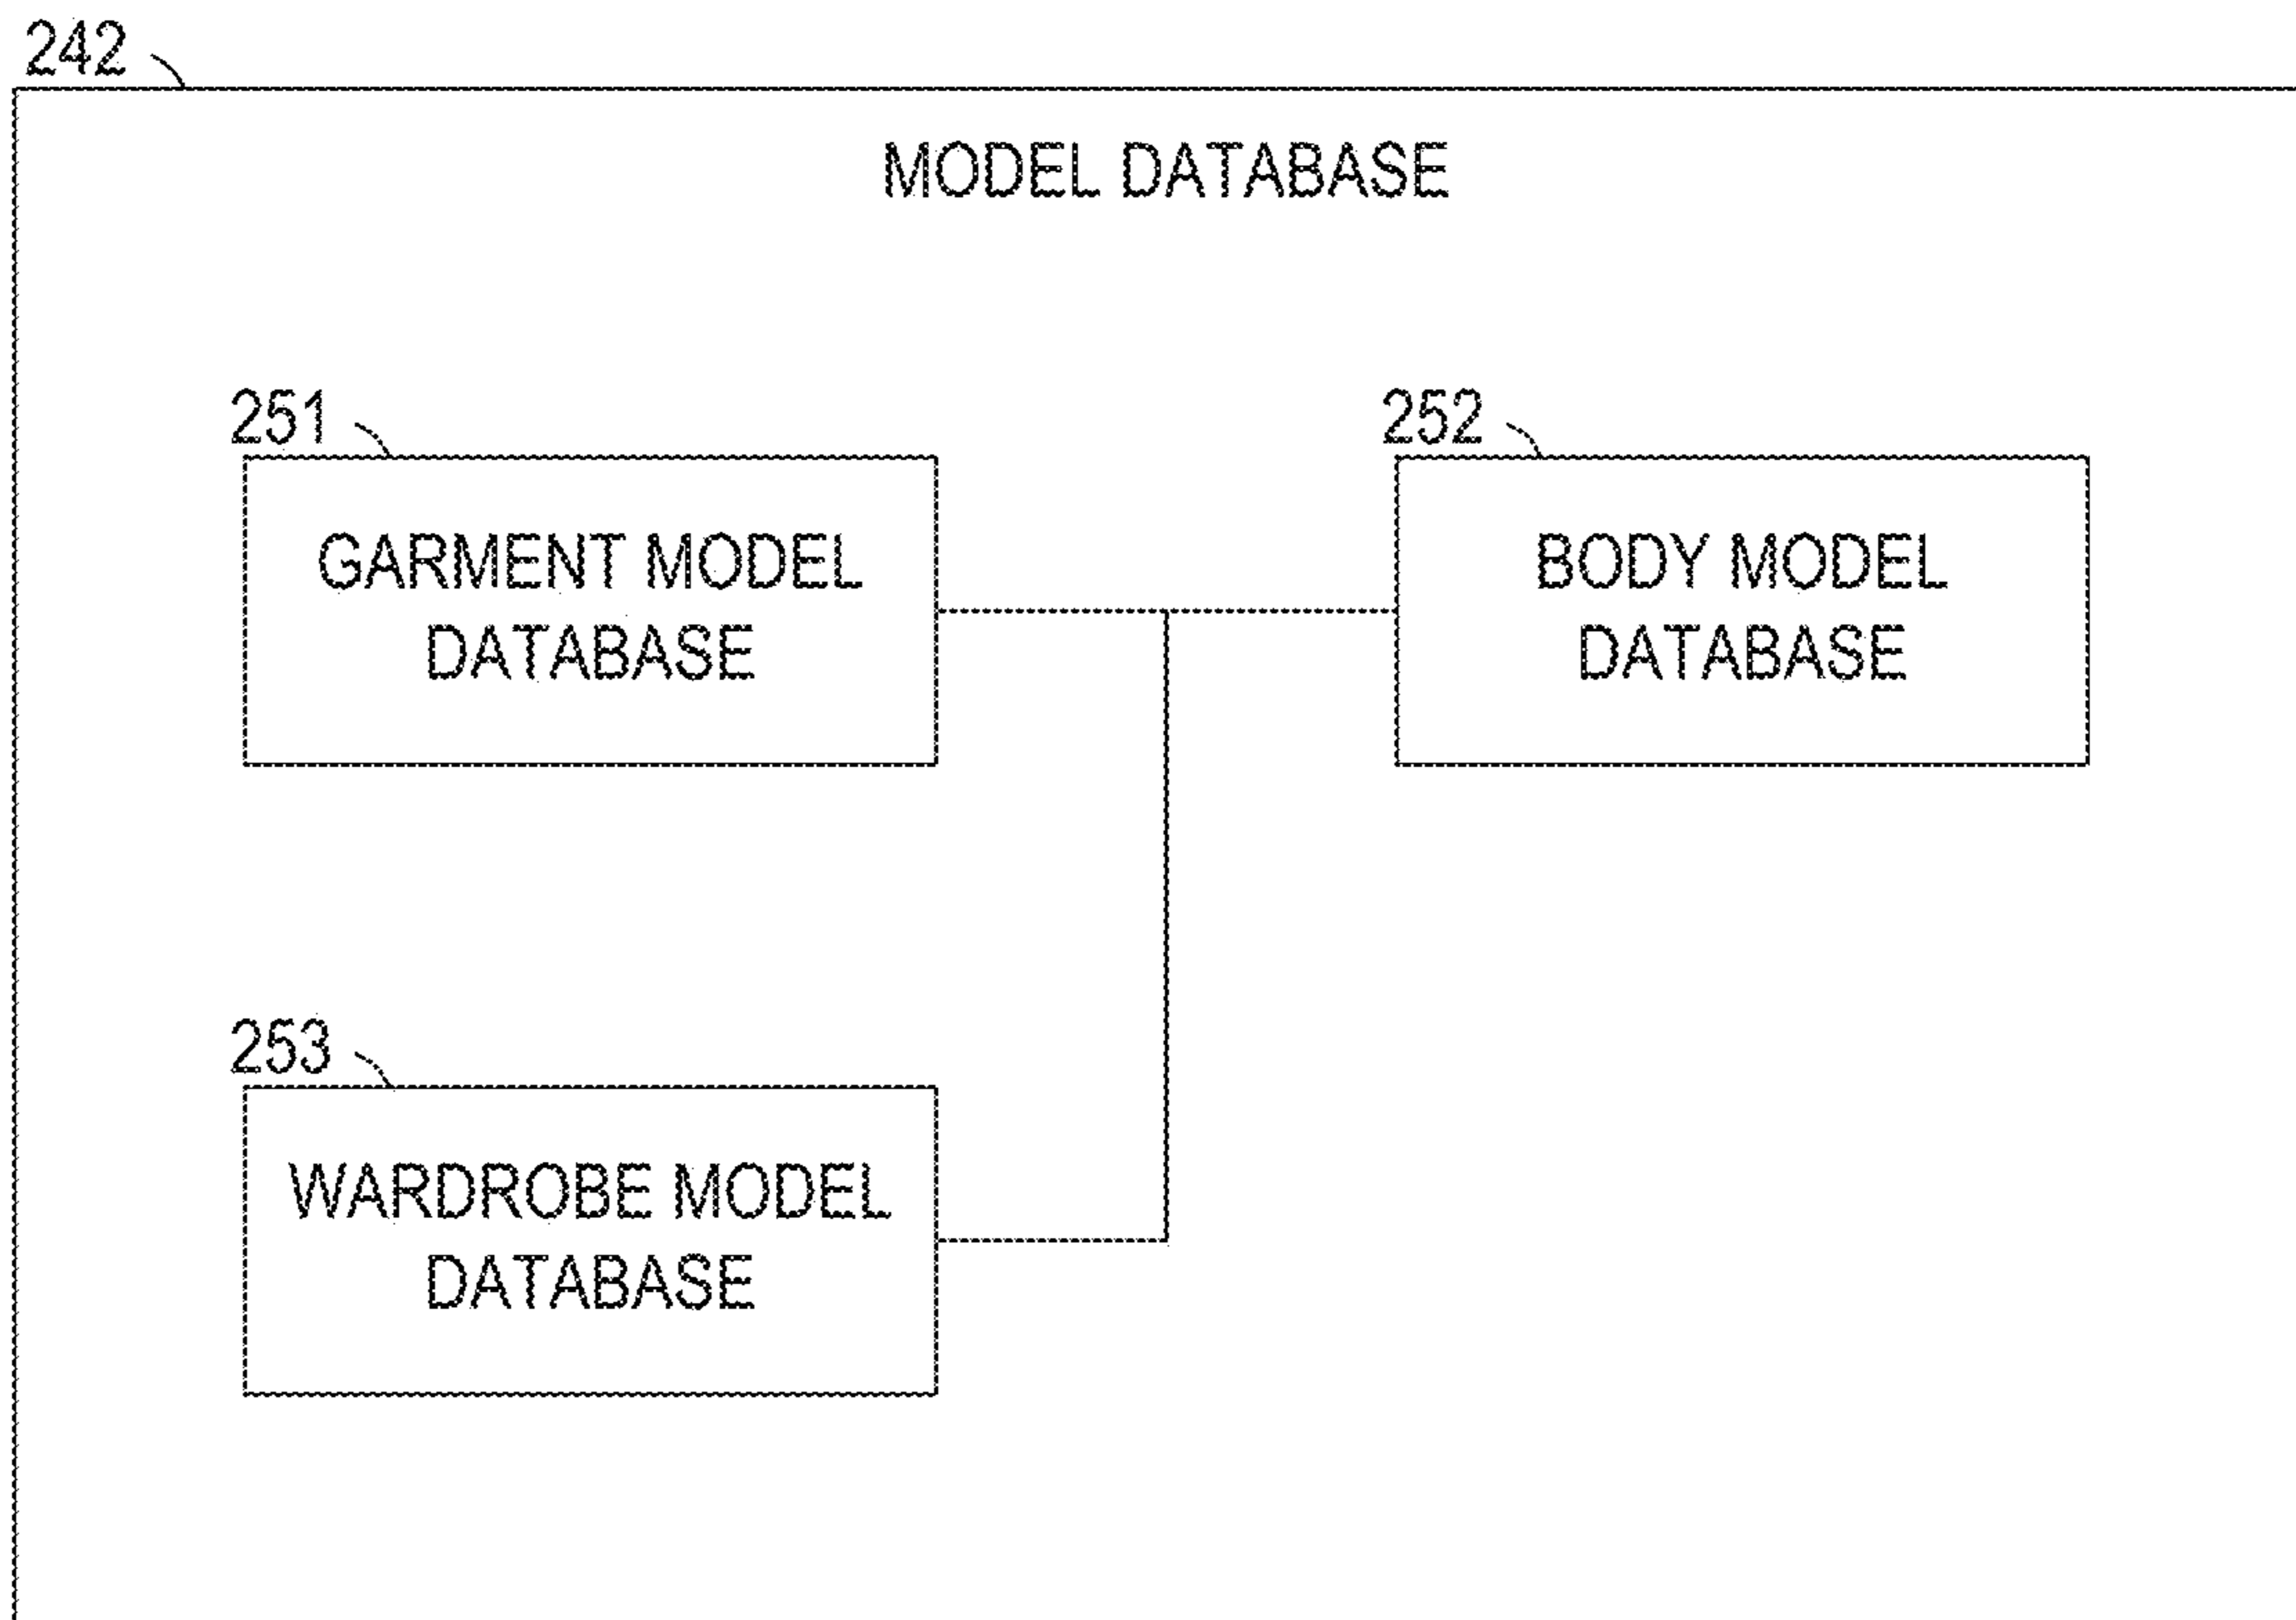 242
MODEL DATABASE
251
GARMENT MODEL
DATABASE
252
BODY MODEL
DATABASE
253
WARDROBE MODEL
DATABASE